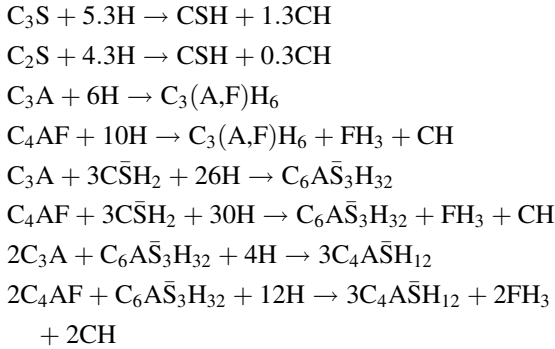 C₃S + 5.3H → CSH + 1.3CH
C₂S + 4.3H → CSH + 0.3CH
C₃A + 6H → C₃(A,F)H₆
C₄AF + 10H → C₃(A,F)H₆ + FH₃ + CH
C₃A + 3CS̄H₂ + 26H → C₆AS̄₃H₃₂
C₄AF + 3CS̄H₂ + 30H → C₆AS̄₃H₃₂ + FH₃ + CH
2C₃A + C₆AS̄₃H₃₂ + 4H → 3C₄AS̄H₁₂
2C₄AF + C₆AS̄₃H₃₂ + 12H → 3C₄AS̄H₁₂ + 2FH₃
+ 2CH